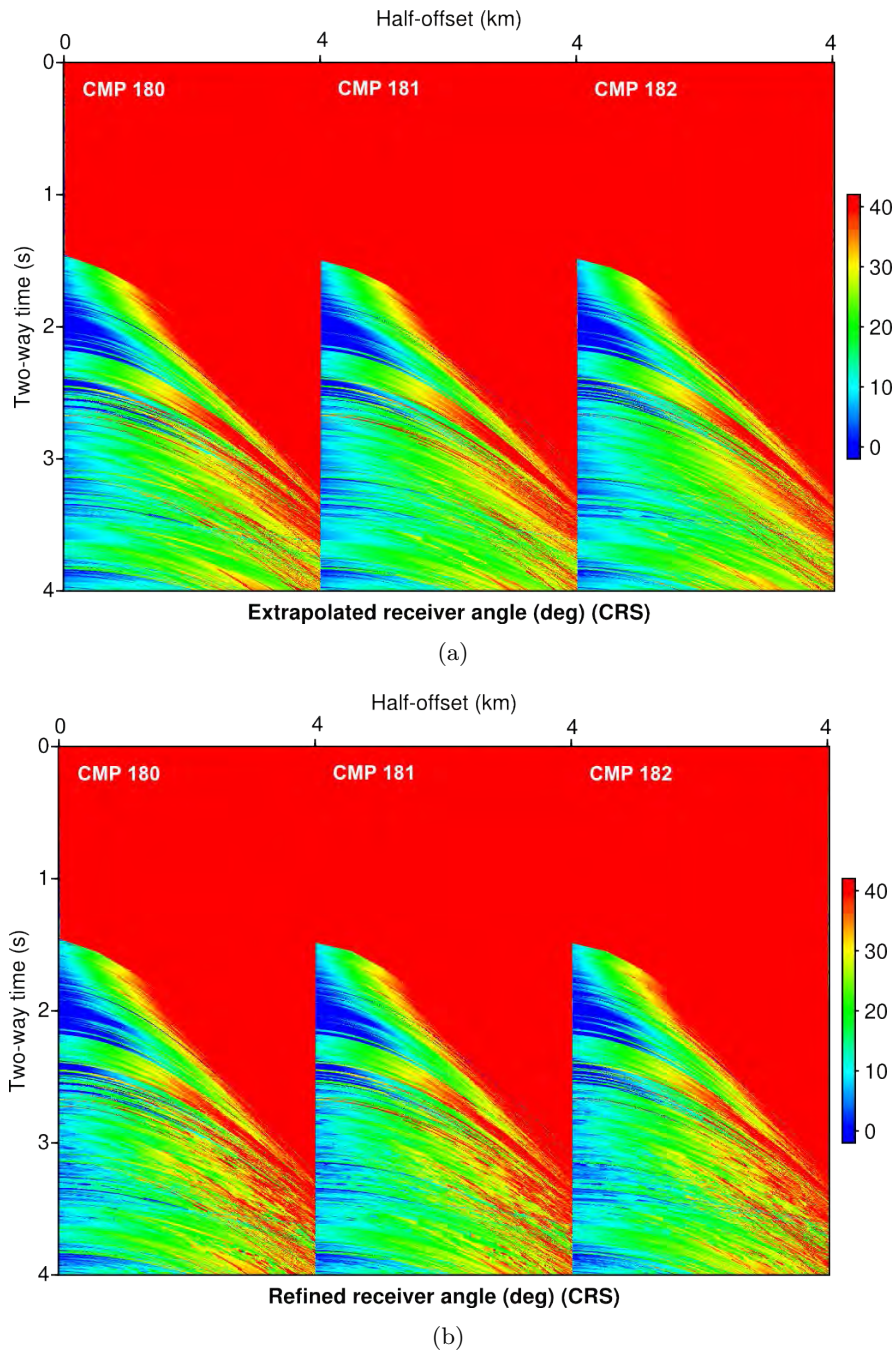 Half-offset (km)
0 4 4 4
0
CMP 180 CMP 181 CMP 182
1
Two-way time (s)
2
3
4
40
30
20
10
0
Extrapolated receiver angle (deg) (CRS)
(a)
Half-offset (km)
0 4 4 4
0
CMP 180 CMP 181 CMP 182
1
Two-way time (s)
2
3
4
40
30
20
10
0
Refined receiver angle (deg) (CRS)
(b)